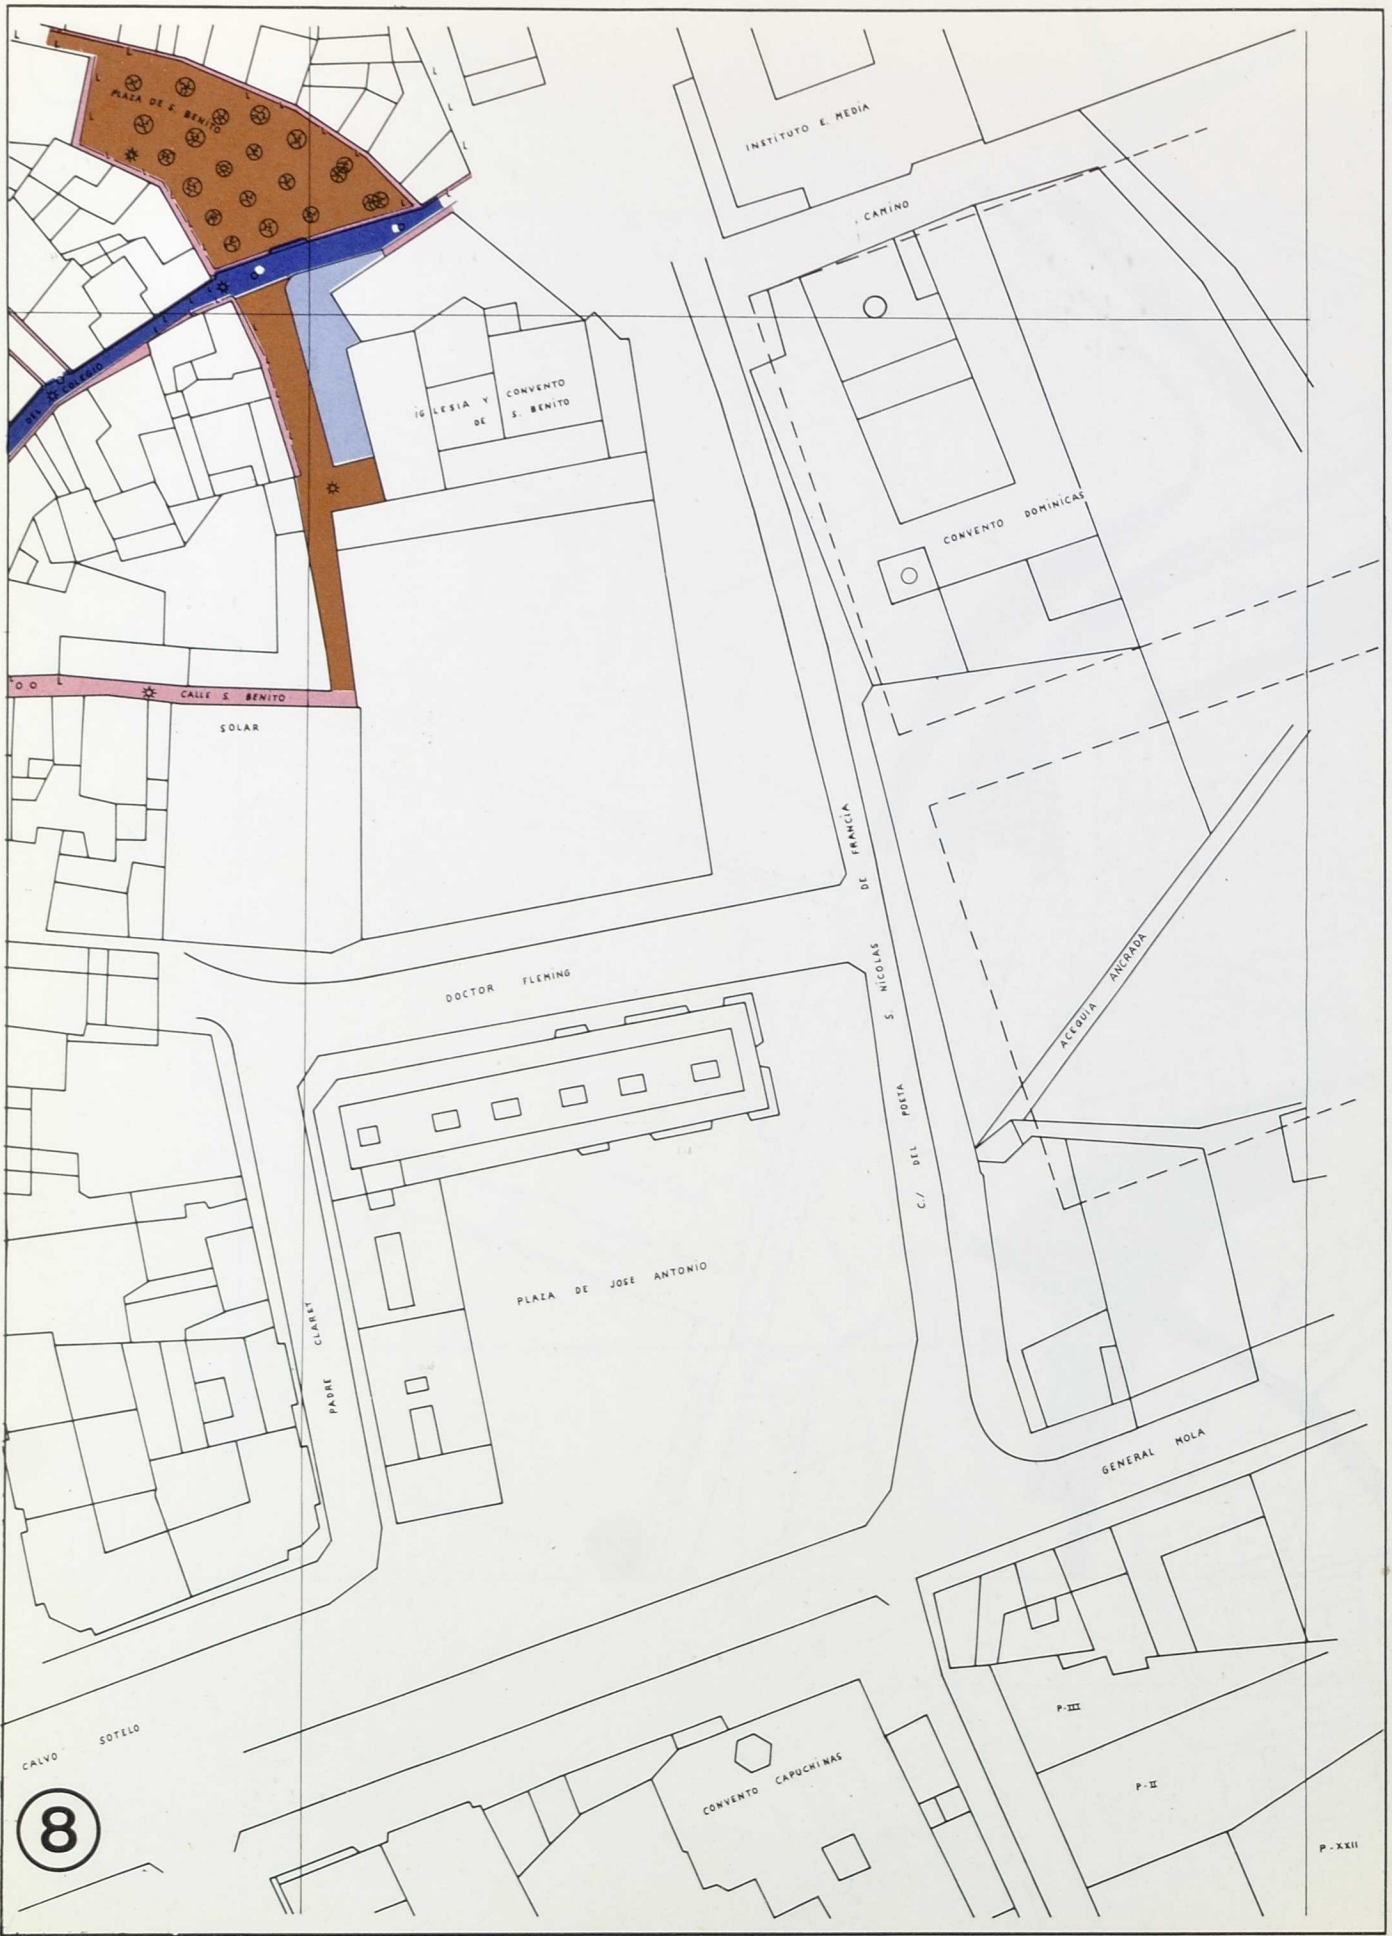 PLAZA DE S. BENITO
INSTITUTO E. MEDIA
CAMINO
DEL COLEGIO
IGLESIA Y CONVENTO
DE S. BENITO
CONVENTO DOMINICAS
CALLE S. BENITO
SOLAR
DOCTOR FLEMING
C./ DEL POETA S. NICOLAS DE FRANCIA
ACEQUIA ANCRADA
PLAZA DE JOSE ANTONIO
PADRE CLARET
GENERAL MOLA
CALVO SOTELO
CONVENTO CAPUCHINAS
P-III
P-II
P-XXII
8